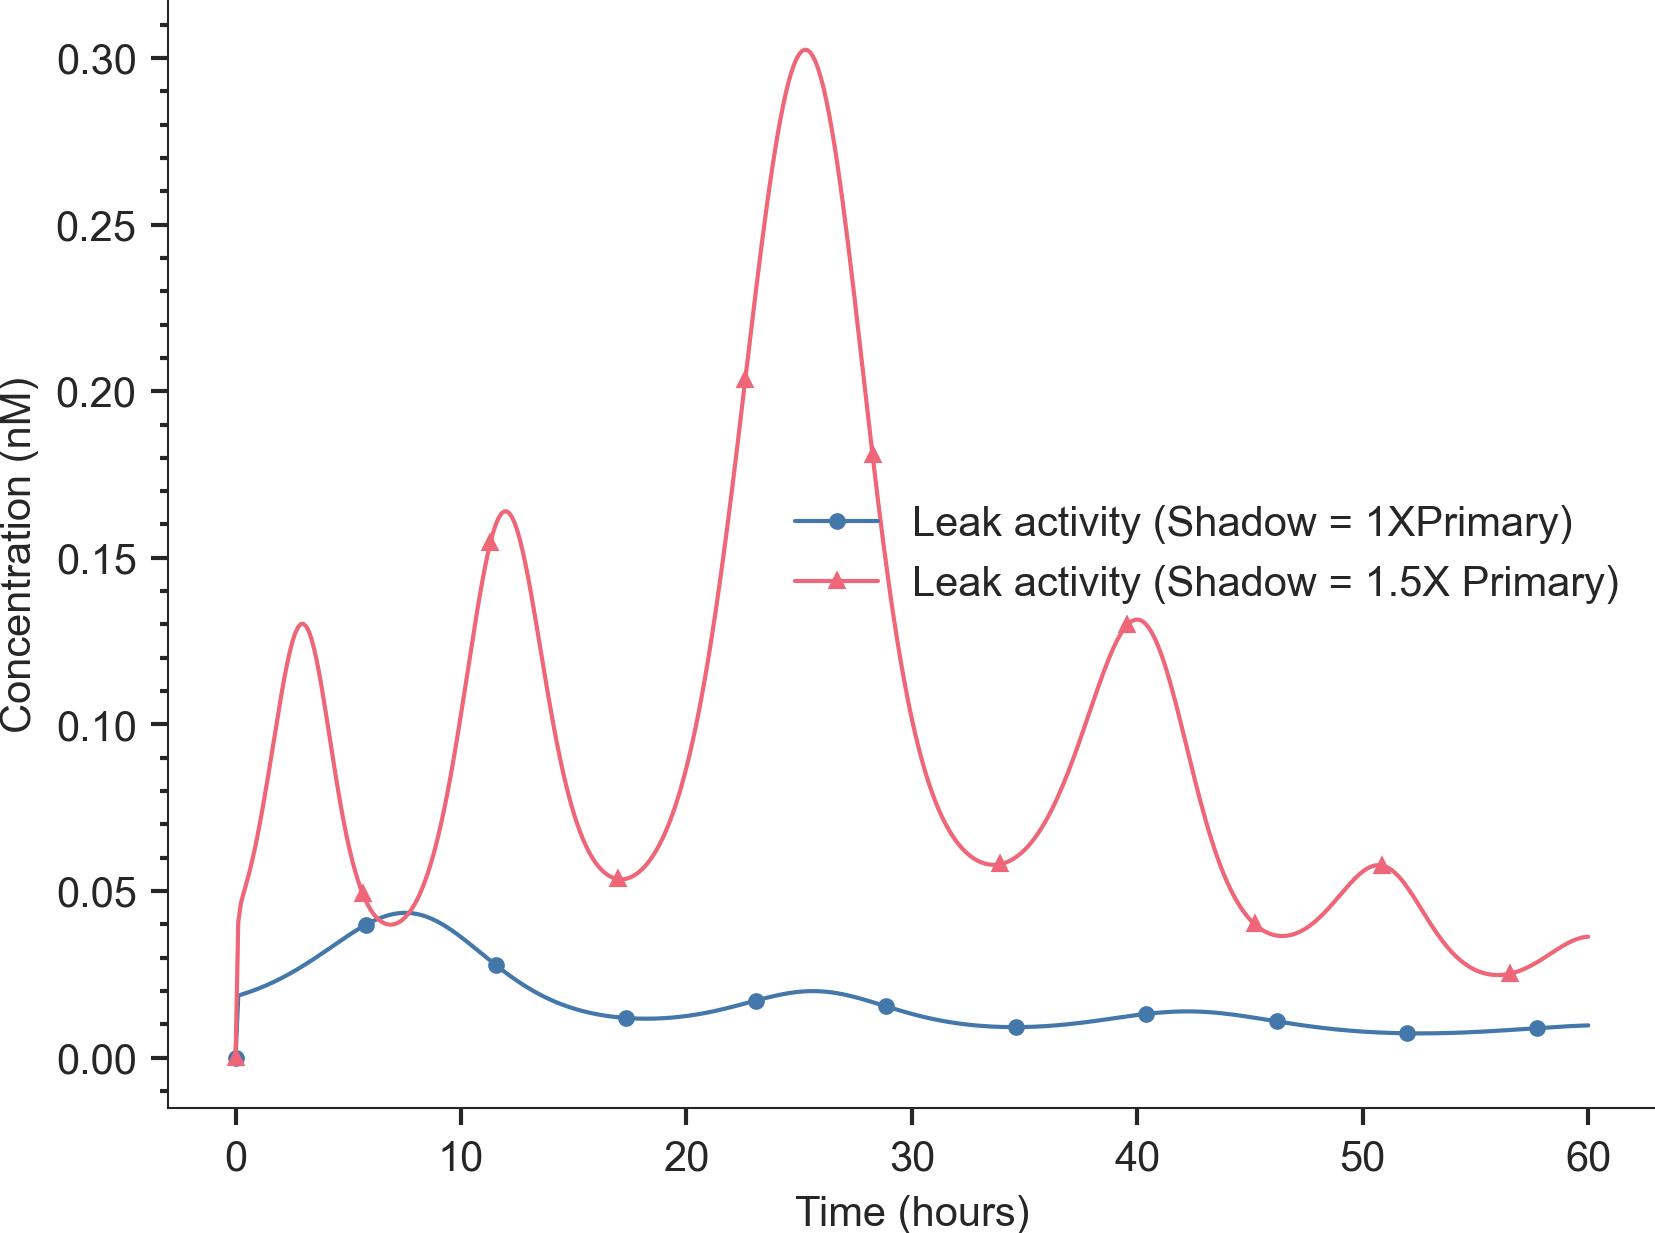 Concentration (nM)
0.30
0.25
0.20
0.15
0.10
0.05
0.00
Leak activity (Shadow = 1XPrimary)
Leak activity (Shadow = 1.5X Primary)
0 10 20 30 40 50 60
Time (hours)